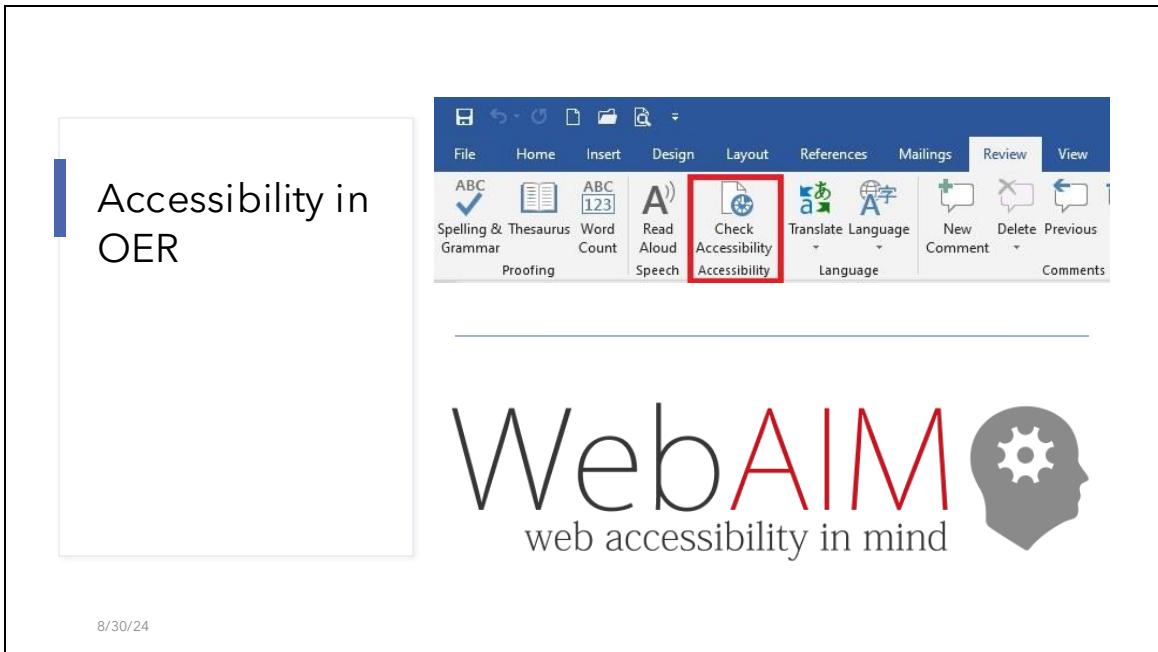 Accessibility in
OER
File Home Insert Design Layout References Mailings Review View
ABC ABC
123 A
Spelling & Thesaurus Word Read Check Translate Language New Delete Previous
Grammar Count Aloud Accessibility Comment
Proofing Speech Accessibility Language Comments
WebAIM
web accessibility in mind
8/30/24